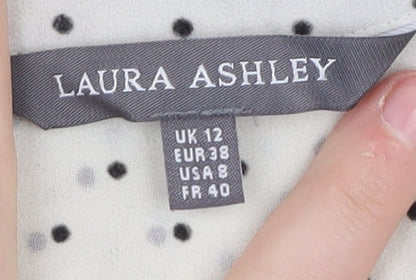 LAURA ASHLEY
UK 12
EUR 38
USA 8
FR 40